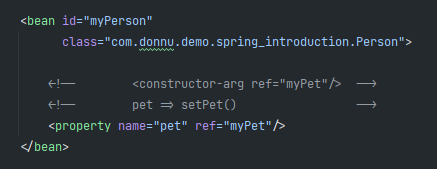 <bean id="myPerson"
class="com.donnu.demo.spring_introduction.Person">
<!-- <constructor-arg ref="myPet"/> -->
<!-- pet => setPet() -->
<property name="pet" ref="myPet"/>
</bean>